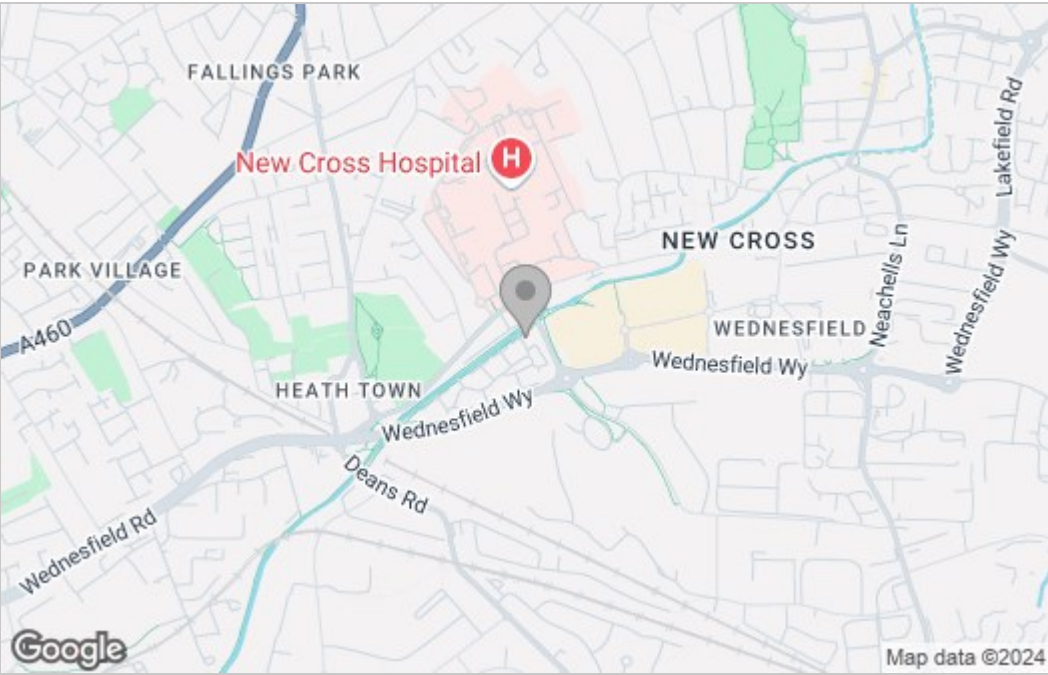 FALLINGS PARK
New Cross Hospital
H
Lakefield Rd
NEW CROSS
PARK VILLAGE
Neachells Ln
Wednesfield Wy
A460
WEDNESFIELD
Wednesfield Wy
HEATH TOWN
Wednesfield Wy
Deans Rd
Wednesfield Rd
Google
Map data ©2024